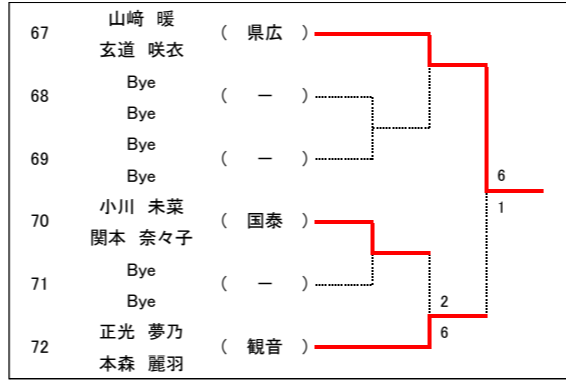 67 山﨑 暖 ( 県広 )
玄道 咲衣
68 Bye ( ー )
Bye
69 Bye ( ー )
Bye
6
1
70 小川 未菜 ( 国泰 )
関本 奈々子
71 Bye ( ー )
Bye
2
6
72 正光 夢乃 ( 観音 )
本森 麗羽